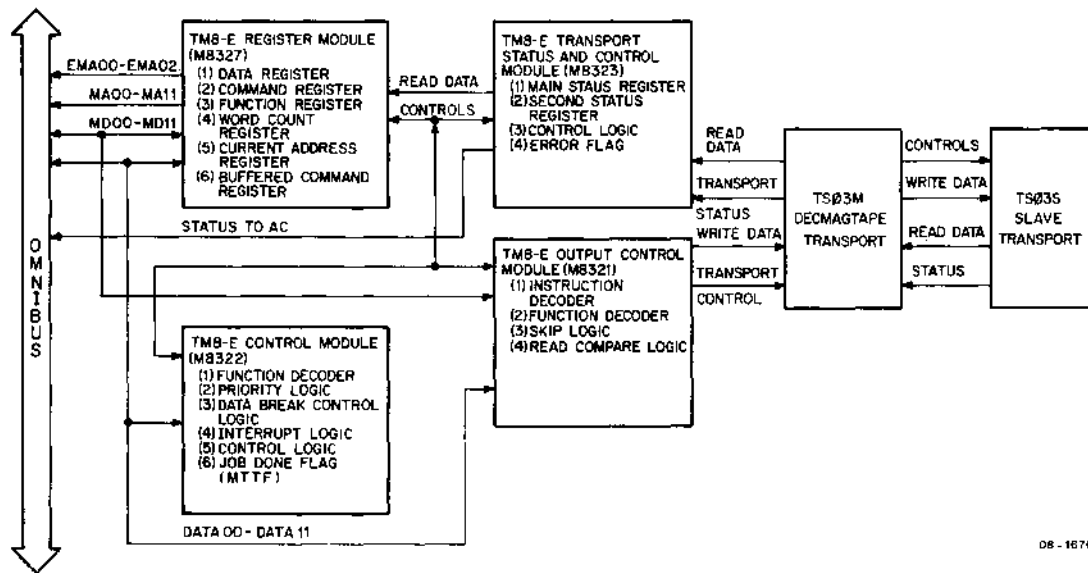 TM8-E REGISTER MODULE
(M8327)
(1) DATA REGISTER
(2) COMMAND REGISTER
(3) FUNCTION REGISTER
(4) WORD COUNT
REGISTER
(5) CURRENT ADDRESS
REGISTER
(6) BUFFERED COMMAND
REGISTER
EMA00-EMA02
MA00-MA11
MD00-MD11
READ DATA
CONTROLS
TM8-E TRANSPORT
STATUS AND CONTROL
MODULE (M8323)
(1) MAIN STAUS REGISTER
(2) SECOND STATUS
REGISTER
(3) CONTROL LOGIC
(4) ERROR FLAG
READ
DATA
TRANSPORT
STATUS
WRITE DATA
TRANSPORT
CONTROL
TSØ3M
DECMAGTAPE
TRANSPORT
CONTROLS
WRITE DATA
READ DATA
STATUS
TSØ3S
SLAVE
TRANSPORT
STATUS TO AC
OMNIBUS
TM8-E OUTPUT CONTROL
MODULE (M8321)
(1) INSTRUCTION
DECODER
(2) FUNCTION DECODER
(3) SKIP LOGIC
(4) READ COMPARE LOGIC
TM8-E CONTROL MODULE
(M8322)
(1) FUNCTION DECODER
(2) PRIORITY LOGIC
(3) DATA BREAK CONTROL
LOGIC
(4) INTERRUPT LOGIC
(5) CONTROL LOGIC
(6) JOB DONE FLAG
(MTTF)
DATA 00 - DATA 11